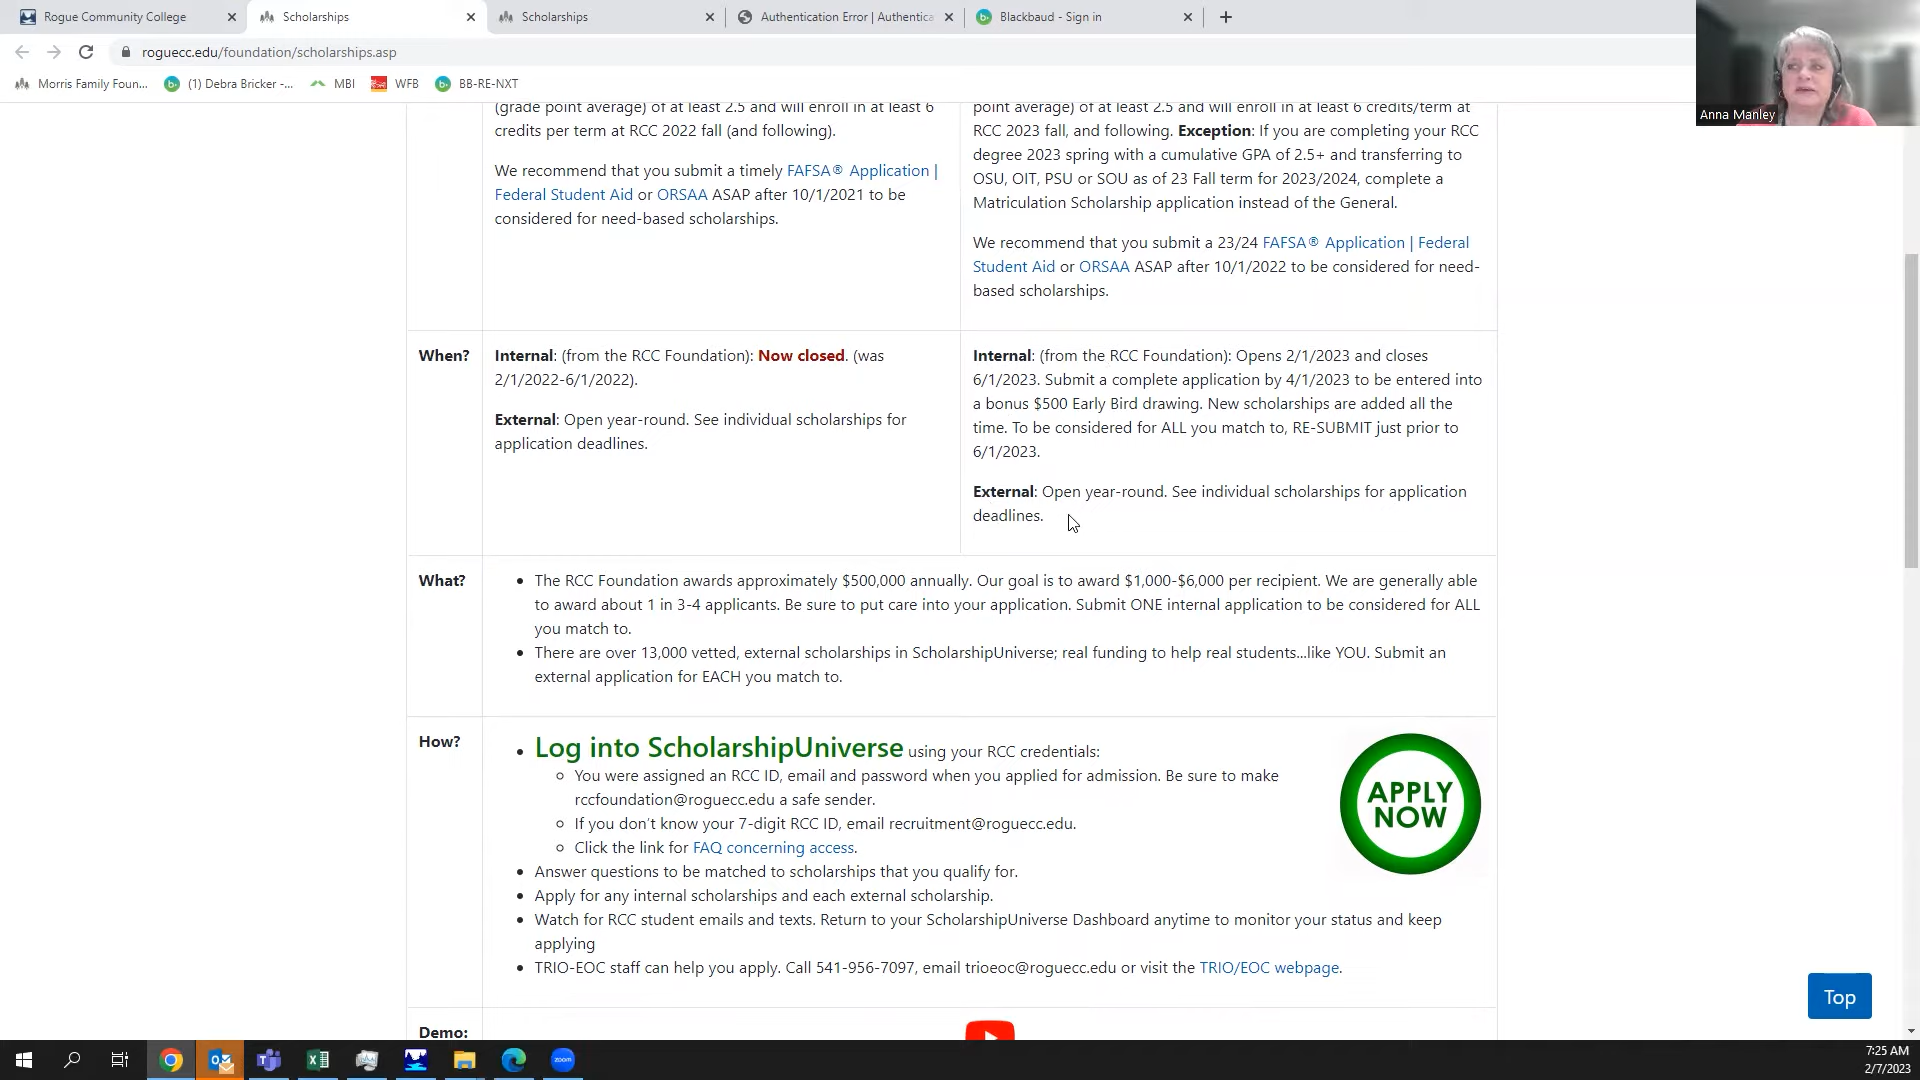 Rogue Community College
Scholarships
Scholarships
Authentication Error | Authentica
Blackbaud - Sign in
roguecc.edu/foundation/scholarships.asp
Morris Family Foun...
(1) Debra Bricker -...
MBI
WFB
BB-RE-NXT
Anna Manley
(grade point average) of at least 2.5 and will enroll in at least 6
credits per term at RCC 2022 fall (and following).
We recommend that you submit a timely FAFSA® Application |
Federal Student Aid or ORSAA ASAP after 10/1/2021 to be
considered for need-based scholarships.
point average) of at least 2.5 and will enroll in at least 6 credits/term at
RCC 2023 fall, and following. Exception: If you are completing your RCC
degree 2023 spring with a cumulative GPA of 2.5+ and transferring to
OSU, OIT, PSU or SOU as of 23 Fall term for 2023/2024, complete a
Matriculation Scholarship application instead of the General.
We recommend that you submit a 23/24 FAFSA® Application | Federal
Student Aid or ORSAA ASAP after 10/1/2022 to be considered for need-
based scholarships.
When?
Internal: (from the RCC Foundation): Now closed. (was
2/1/2022-6/1/2022).
External: Open year-round. See individual scholarships for
application deadlines.
Internal: (from the RCC Foundation): Opens 2/1/2023 and closes
6/1/2023. Submit a complete application by 4/1/2023 to be entered into
a bonus $500 Early Bird drawing. New scholarships are added all the
time. To be considered for ALL you match to, RE-SUBMIT just prior to
6/1/2023.
External: Open year-round. See individual scholarships for application
deadlines.
What?
• The RCC Foundation awards approximately $500,000 annually. Our goal is to award $1,000-$6,000 per recipient. We are generally able
to award about 1 in 3-4 applicants. Be sure to put care into your application. Submit ONE internal application to be considered for ALL
you match to.
• There are over 13,000 vetted, external scholarships in ScholarshipUniverse; real funding to help real students...like YOU. Submit an
external application for EACH you match to.
How?
• Log into ScholarshipUniverse using your RCC credentials:
○ You were assigned an RCC ID, email and password when you applied for admission. Be sure to make
rccfoundation@roguecc.edu a safe sender.
○ If you don't know your 7-digit RCC ID, email recruitment@roguecc.edu.
○ Click the link for FAQ concerning access.
• Answer questions to be matched to scholarships that you qualify for.
• Apply for any internal scholarships and each external scholarship.
• Watch for RCC student emails and texts. Return to your ScholarshipUniverse Dashboard anytime to monitor your status and keep
applying
• TRIO-EOC staff can help you apply. Call 541-956-7097, email trioeoc@roguecc.edu or visit the TRIO/EOC webpage.
APPLY
NOW
Top
Demo:
zoom
7:25 AM
2/7/2023